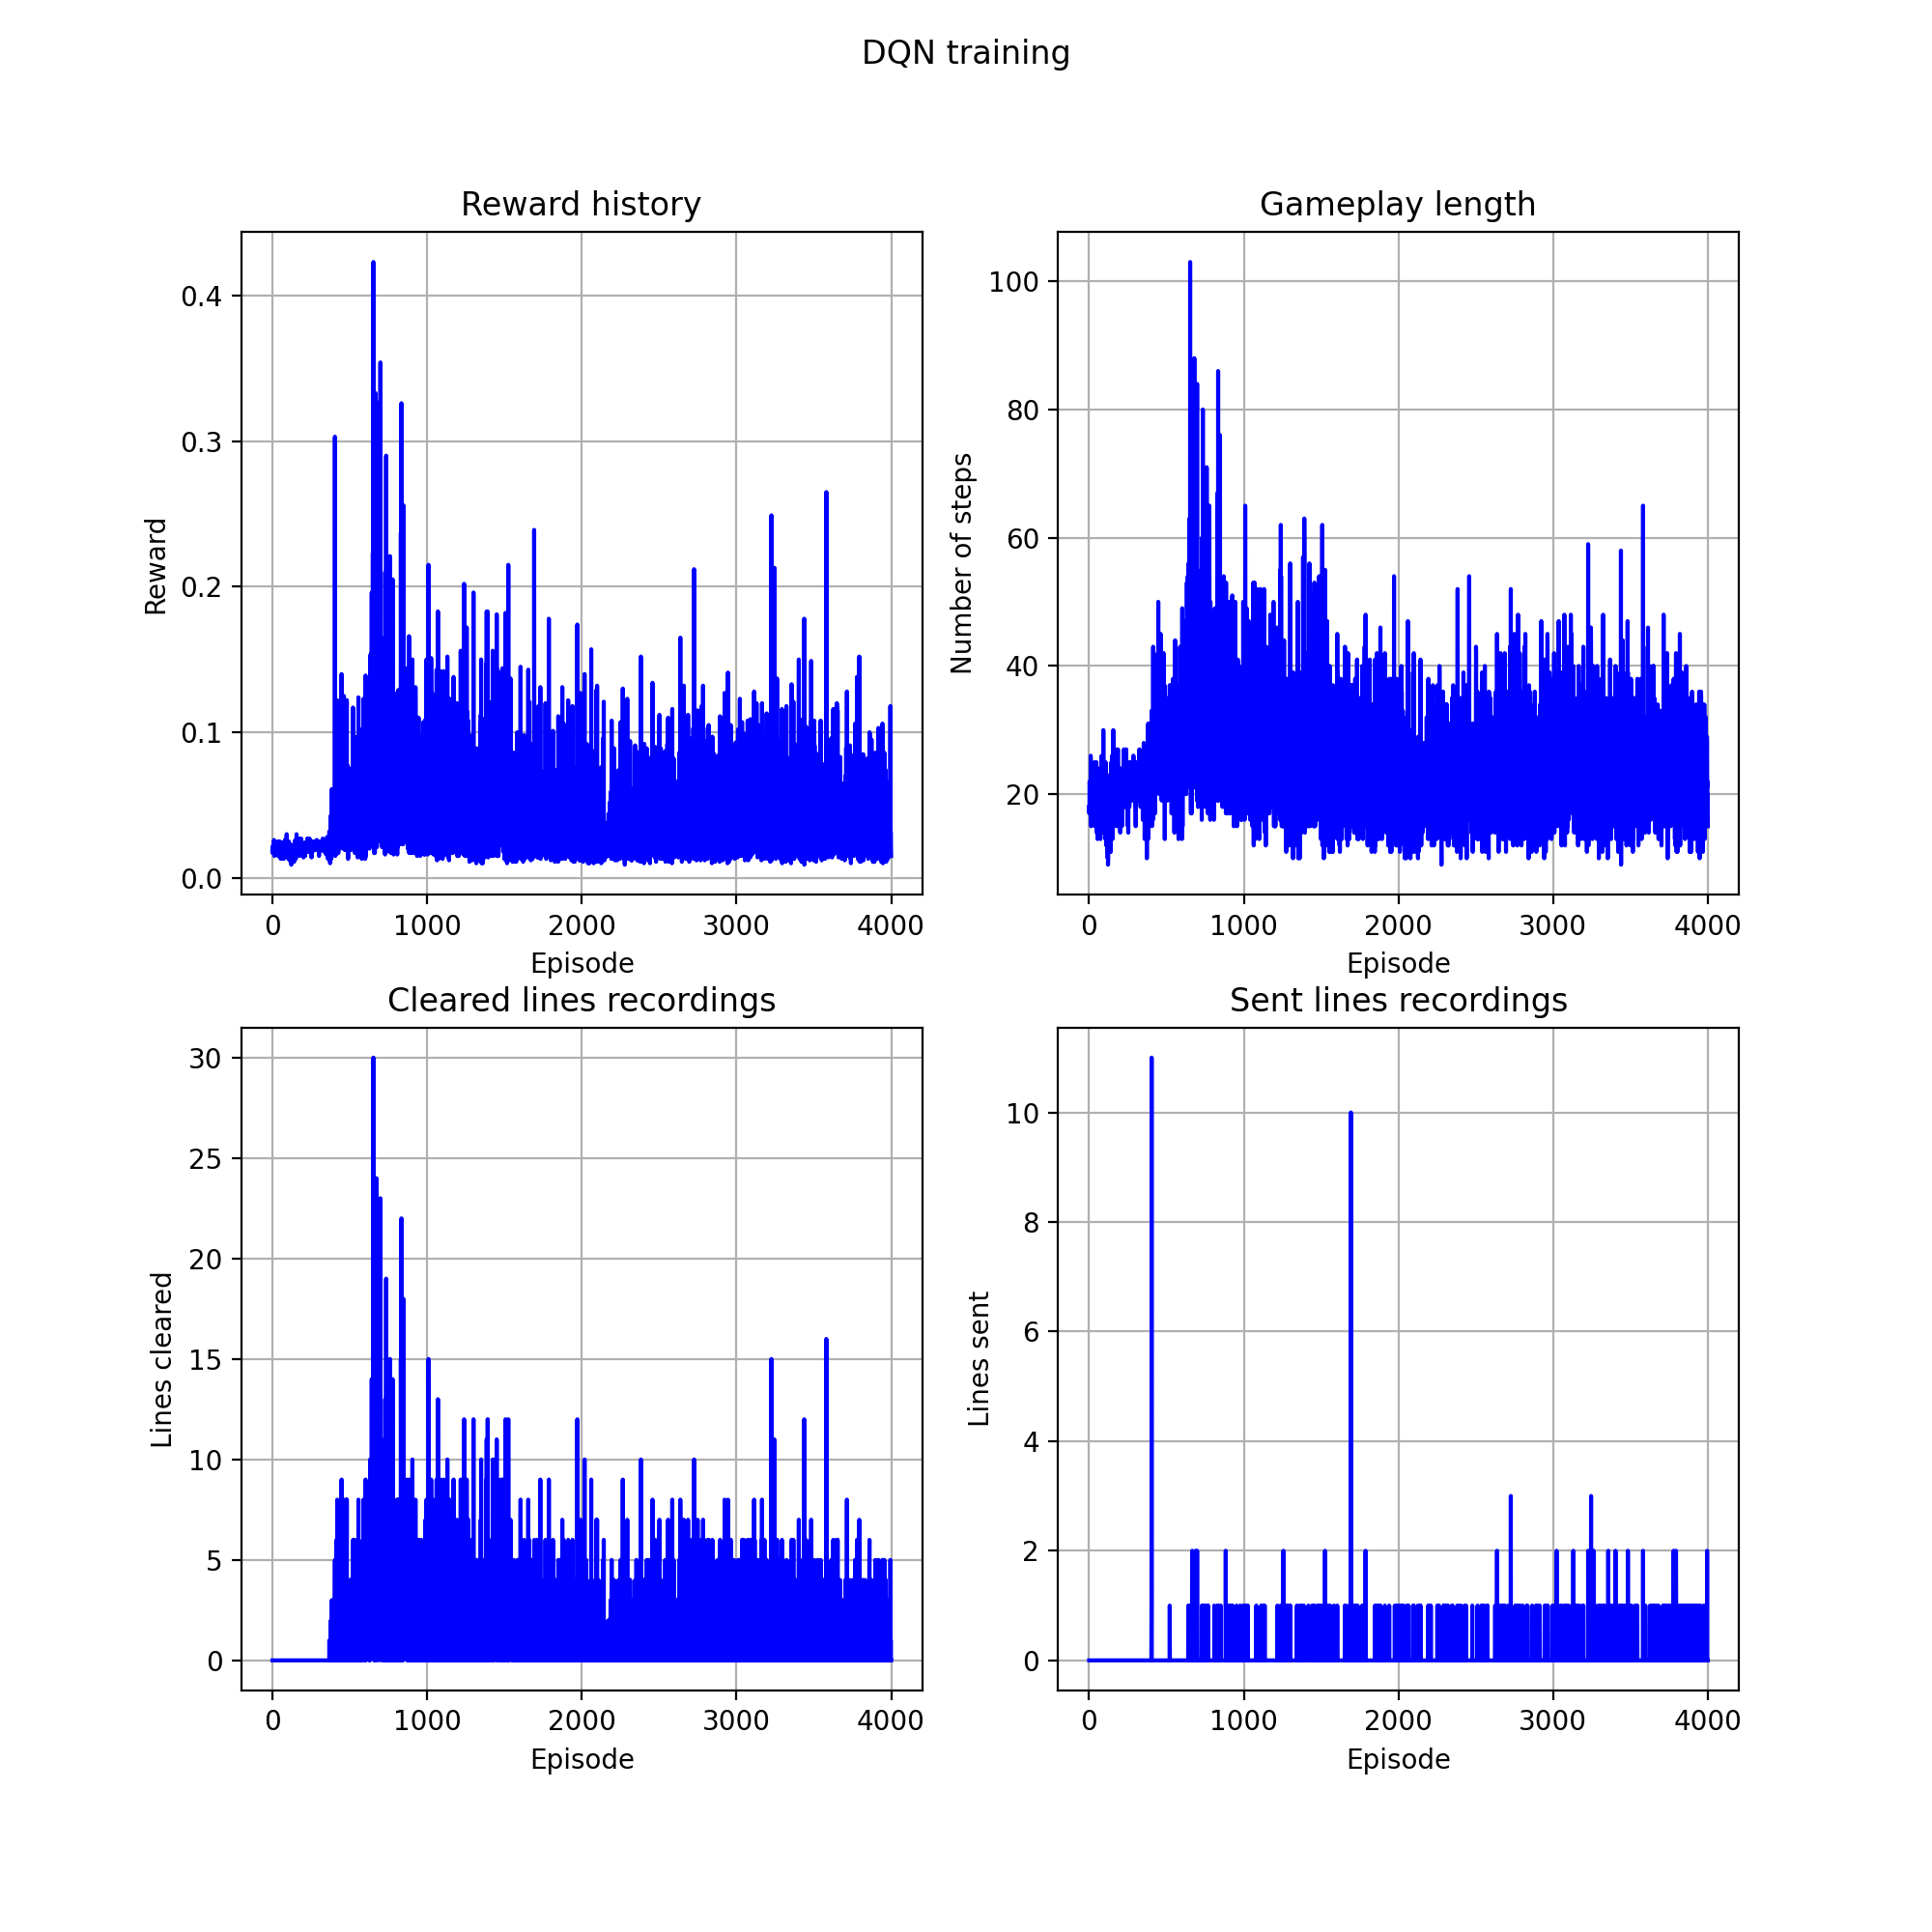 DQN training
Reward history
Reward
0.4
0.3
0.2
0.1
0.0
0 1000 2000 3000 4000
Episode
Gameplay length
Number of steps
100
80
60
40
20
0 1000 2000 3000 4000
Episode
Cleared lines recordings
Lines cleared
30
25
20
15
10
5
0
0 1000 2000 3000 4000
Episode
Sent lines recordings
Lines sent
10
8
6
4
2
0
0 1000 2000 3000 4000
Episode